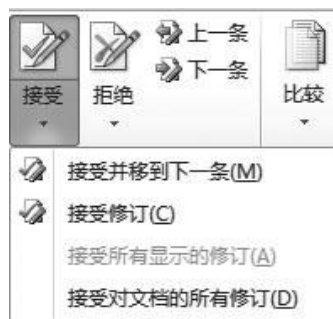 接受
拒绝
上一条
下一条
比较
接受并移到下一条(M)
接受修订(C)
接受所有显示的修订(A)
接受对文档的所有修订(D)